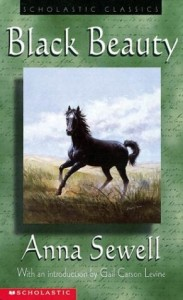 SCHOLASTIC CLASSICS
Black Beauty
Anna Sewell
With an introduction by Gail Carson Levine
SCHOLASTIC